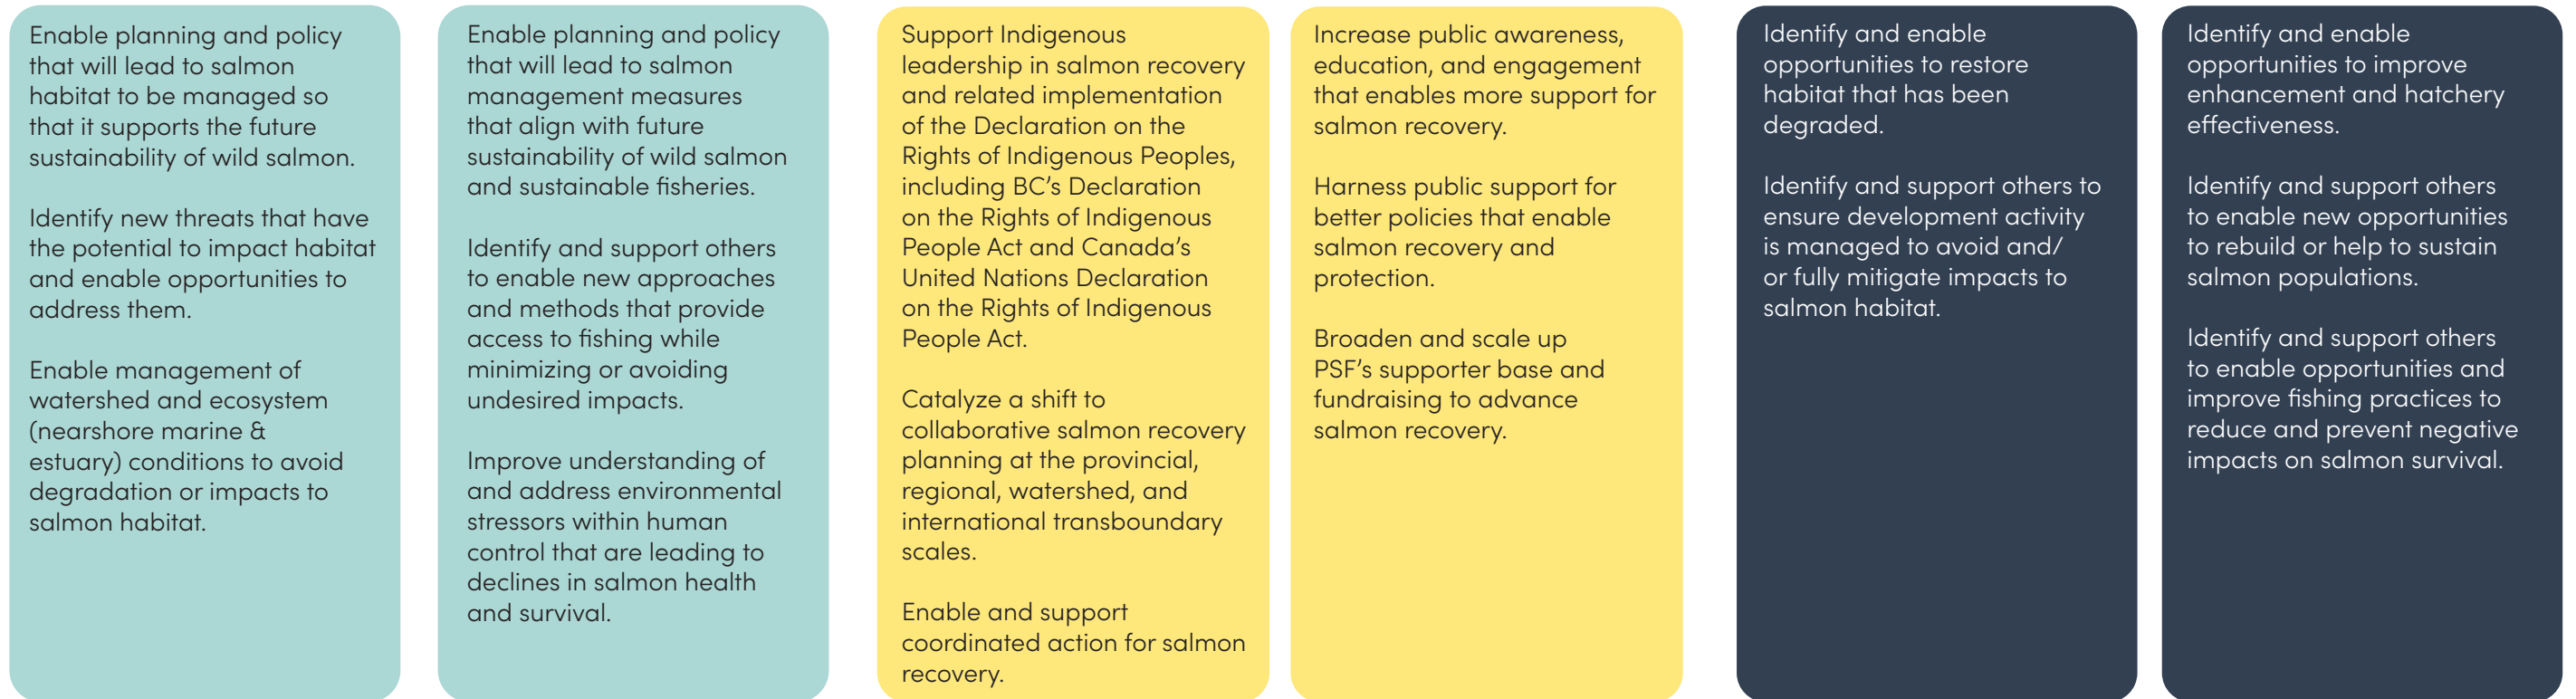 Enable planning and policy
that will lead to salmon
habitat to be managed so
that it supports the future
sustainability of wild salmon.
Identify new threats that have
the potential to impact habitat
and enable opportunities to
address them.
Enable management of
watershed and ecosystem
(nearshore marine &
estuary) conditions to avoid
degradation or impacts to
salmon habitat.
Enable planning and policy
that will lead to salmon
management measures
that align with future
sustainability of wild salmon
and sustainable fisheries.
Identify and support others
to enable new approaches
and methods that provide
access to fishing while
minimizing or avoiding
undesired impacts.
Improve understanding of
and address environmental
stressors within human
control that are leading to
declines in salmon health
and survival.
Support Indigenous
leadership in salmon recovery
and related implementation
of the Declaration on the
Rights of Indigenous Peoples,
including BC’s Declaration
on the Rights of Indigenous
People Act and Canada’s
United Nations Declaration
on the Rights of Indigenous
People Act.
Catalyze a shift to
collaborative salmon recovery
planning at the provincial,
regional, watershed, and
international transboundary
scales.
Enable and support
coordinated action for salmon
recovery.
Increase public awareness,
education, and engagement
that enables more support for
salmon recovery.
Harness public support for
better policies that enable
salmon recovery and
protection.
Broaden and scale up
PSF’s supporter base and
fundraising to advance
salmon recovery.
Identify and enable
opportunities to restore
habitat that has been
degraded.
Identify and support others to
ensure development activity
is managed to avoid and/
or fully mitigate impacts to
salmon habitat.
Identify and enable
opportunities to improve
enhancement and hatchery
effectiveness.
Identify and support others
to enable new opportunities
to rebuild or help to sustain
salmon populations.
Identify and support others
to enable opportunities and
improve fishing practices to
reduce and prevent negative
impacts on salmon survival.